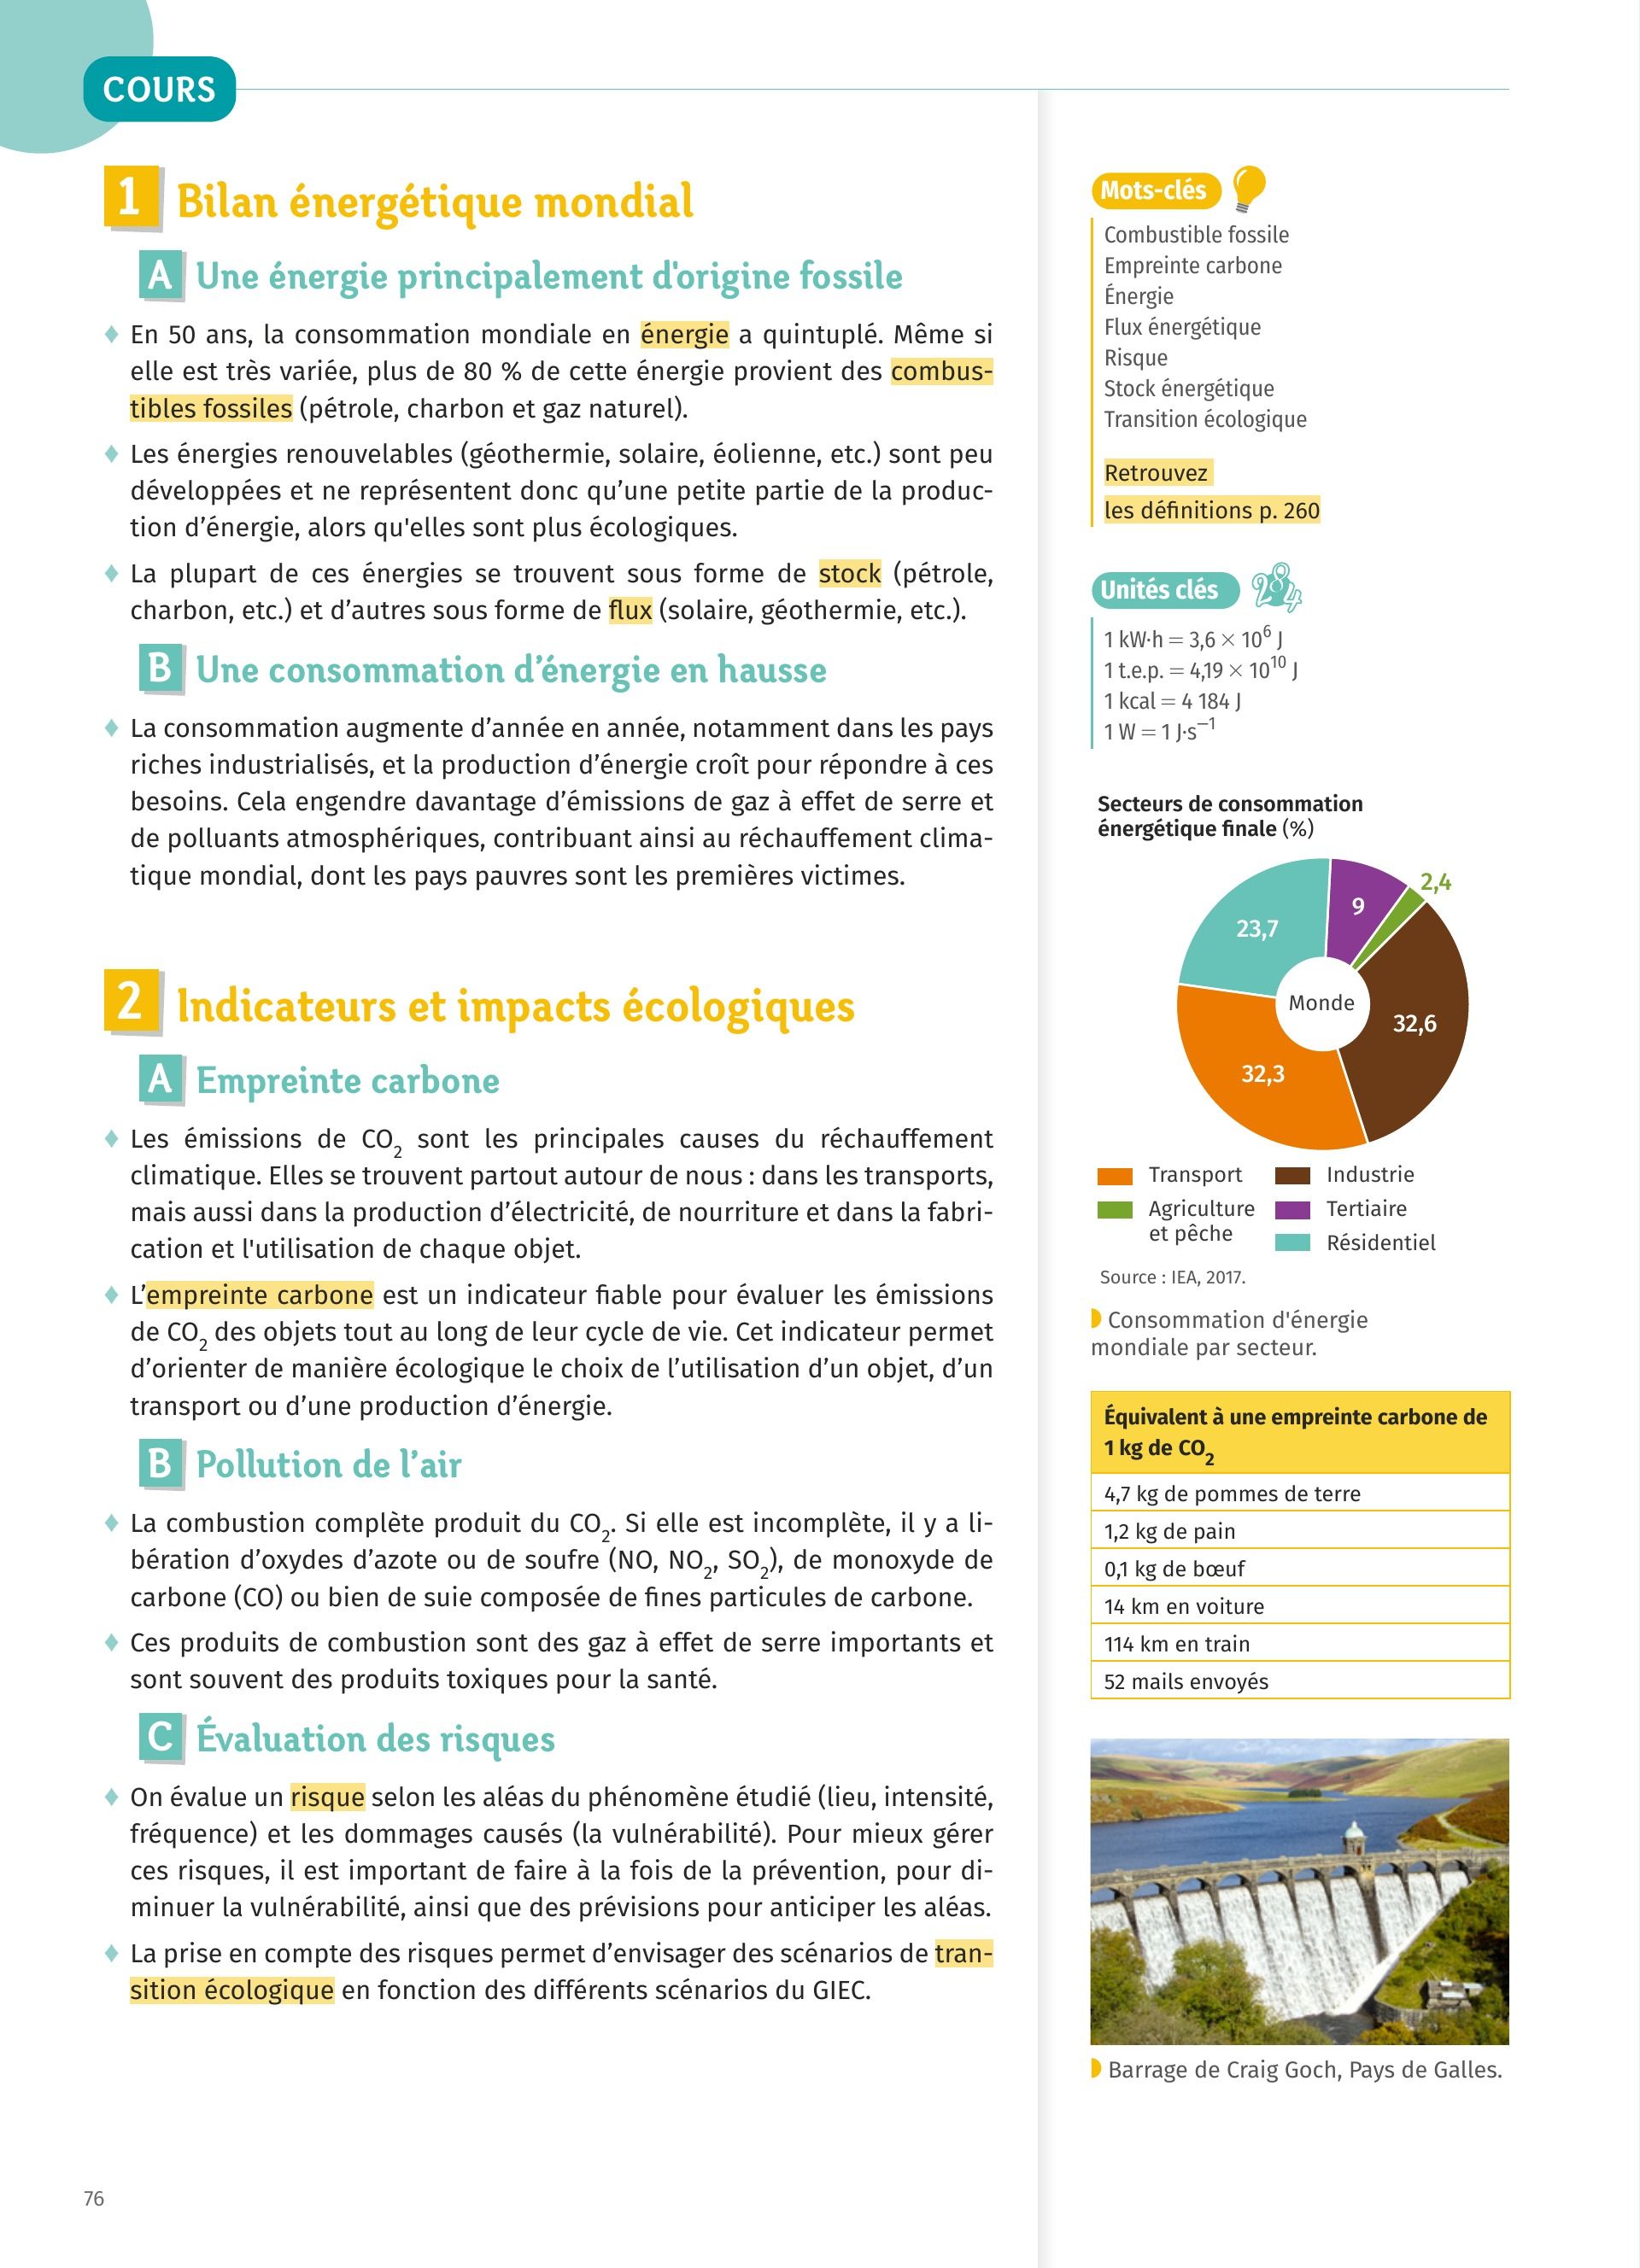 COURS
1 Bilan énergétique mondial
A Une énergie principalement d'origine fossile
♦ En 50 ans, la consommation mondiale en énergie a quintuplé. Même si
elle est très variée, plus de 80 % de cette énergie provient des combus-
tibles fossiles (pétrole, charbon et gaz naturel).
♦ Les énergies renouvelables (géothermie, solaire, éolienne, etc.) sont peu
développées et ne représentent donc qu’une petite partie de la produc-
tion d’énergie, alors qu'elles sont plus écologiques.
♦ La plupart de ces énergies se trouvent sous forme de stock (pétrole,
charbon, etc.) et d’autres sous forme de flux (solaire, géothermie, etc.).
B Une consommation d’énergie en hausse
♦ La consommation augmente d’année en année, notamment dans les pays
riches industrialisés, et la production d’énergie croît pour répondre à ces
besoins. Cela engendre davantage d’émissions de gaz à effet de serre et
de polluants atmosphériques, contribuant ainsi au réchauffement clima-
tique mondial, dont les pays pauvres sont les premières victimes.
2 Indicateurs et impacts écologiques
A Empreinte carbone
♦ Les émissions de CO₂ sont les principales causes du réchauffement
climatique. Elles se trouvent partout autour de nous : dans les transports,
mais aussi dans la production d’électricité, de nourriture et dans la fabri-
cation et l'utilisation de chaque objet.
♦ L’empreinte carbone est un indicateur fiable pour évaluer les émissions
de CO₂ des objets tout au long de leur cycle de vie. Cet indicateur permet
d’orienter de manière écologique le choix de l’utilisation d’un objet, d’un
transport ou d’une production d’énergie.
B Pollution de l’air
♦ La combustion complète produit du CO₂. Si elle est incomplète, il y a li-
bération d’oxydes d’azote ou de soufre (NO, NO₂, SO₂), de monoxyde de
carbone (CO) ou bien de suie composée de fines particules de carbone.
♦ Ces produits de combustion sont des gaz à effet de serre importants et
sont souvent des produits toxiques pour la santé.
C Évaluation des risques
♦ On évalue un risque selon les aléas du phénomène étudié (lieu, intensité,
fréquence) et les dommages causés (la vulnérabilité). Pour mieux gérer
ces risques, il est important de faire à la fois de la prévention, pour di-
minuer la vulnérabilité, ainsi que des prévisions pour anticiper les aléas.
♦ La prise en compte des risques permet d’envisager des scénarios de tran-
sition écologique en fonction des différents scénarios du GIEC.
Mots-clés
Combustible fossile
Empreinte carbone
Énergie
Flux énergétique
Risque
Stock énergétique
Transition écologique
Retrouvez
les définitions p. 260
Unités clés 284
1 kW·h = 3,6 × 10⁶ J
1 t.e.p. = 4,19 × 10¹⁰ J
1 kcal = 4 184 J
1 W = 1 J·s⁻¹
Secteurs de consommation
énergétique finale (%)
2,4
9
23,7
Monde
32,6
32,3
Transport
Industrie
Agriculture
et pêche
Tertiaire
Résidentiel
Source : IEA, 2017.
Consommation d'énergie
mondiale par secteur.
Équivalent à une empreinte carbone de
1 kg de CO₂
4,7 kg de pommes de terre
1,2 kg de pain
0,1 kg de bœuf
14 km en voiture
114 km en train
52 mails envoyés
Barrage de Craig Goch, Pays de Galles.
76